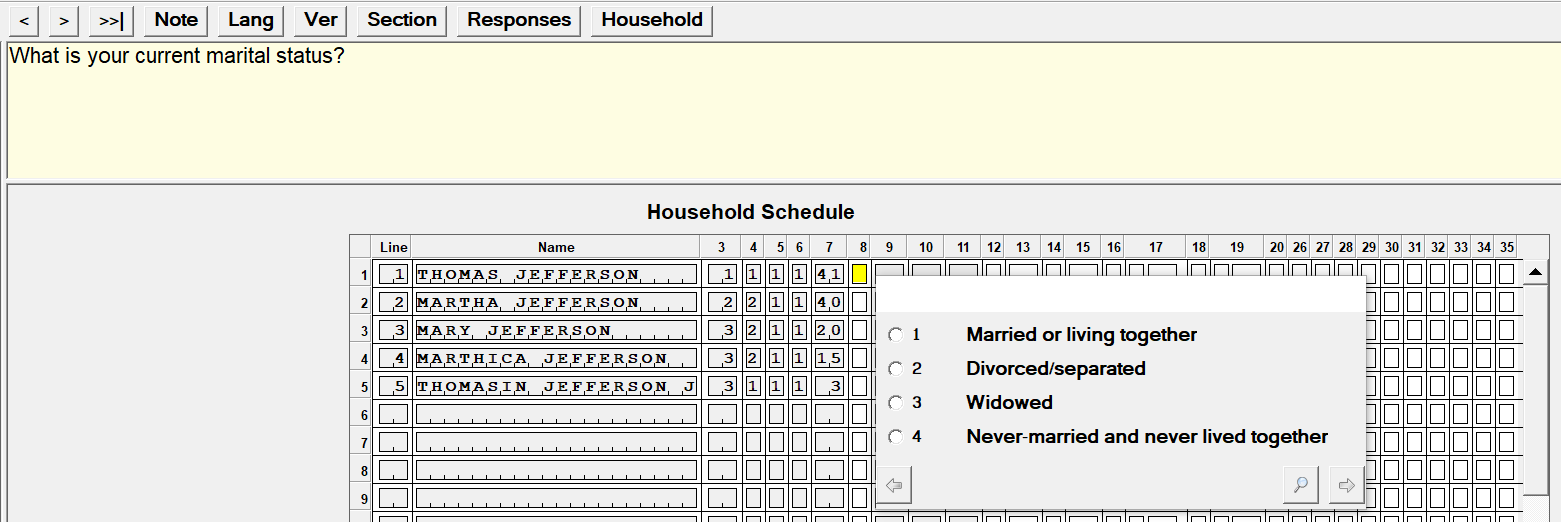 < > >>| Note Lang Ver Section Responses Household
What is your current marital status?
Household Schedule
Line Name 3 4 5 6 7 8 9 10 11 12 13 14 15 16 17 18 19 20 26 27 28 29 30 31 32 33 34 35
1 1 THOMAS JEFFERSON 1 1 1 1 41
2 2 MARTHA JEFFERSON 2 2 1 1 40
3 3 MARY JEFFERSON 3 2 1 1 20
4 4 MARTHICA JEFFERSON 3 2 1 1 15
5 5 THOMASIN JEFFERSON J 3 1 1 1 3
6
7
8
9
1 Married or living together
2 Divorced/separated
3 Widowed
4 Never-married and never lived together